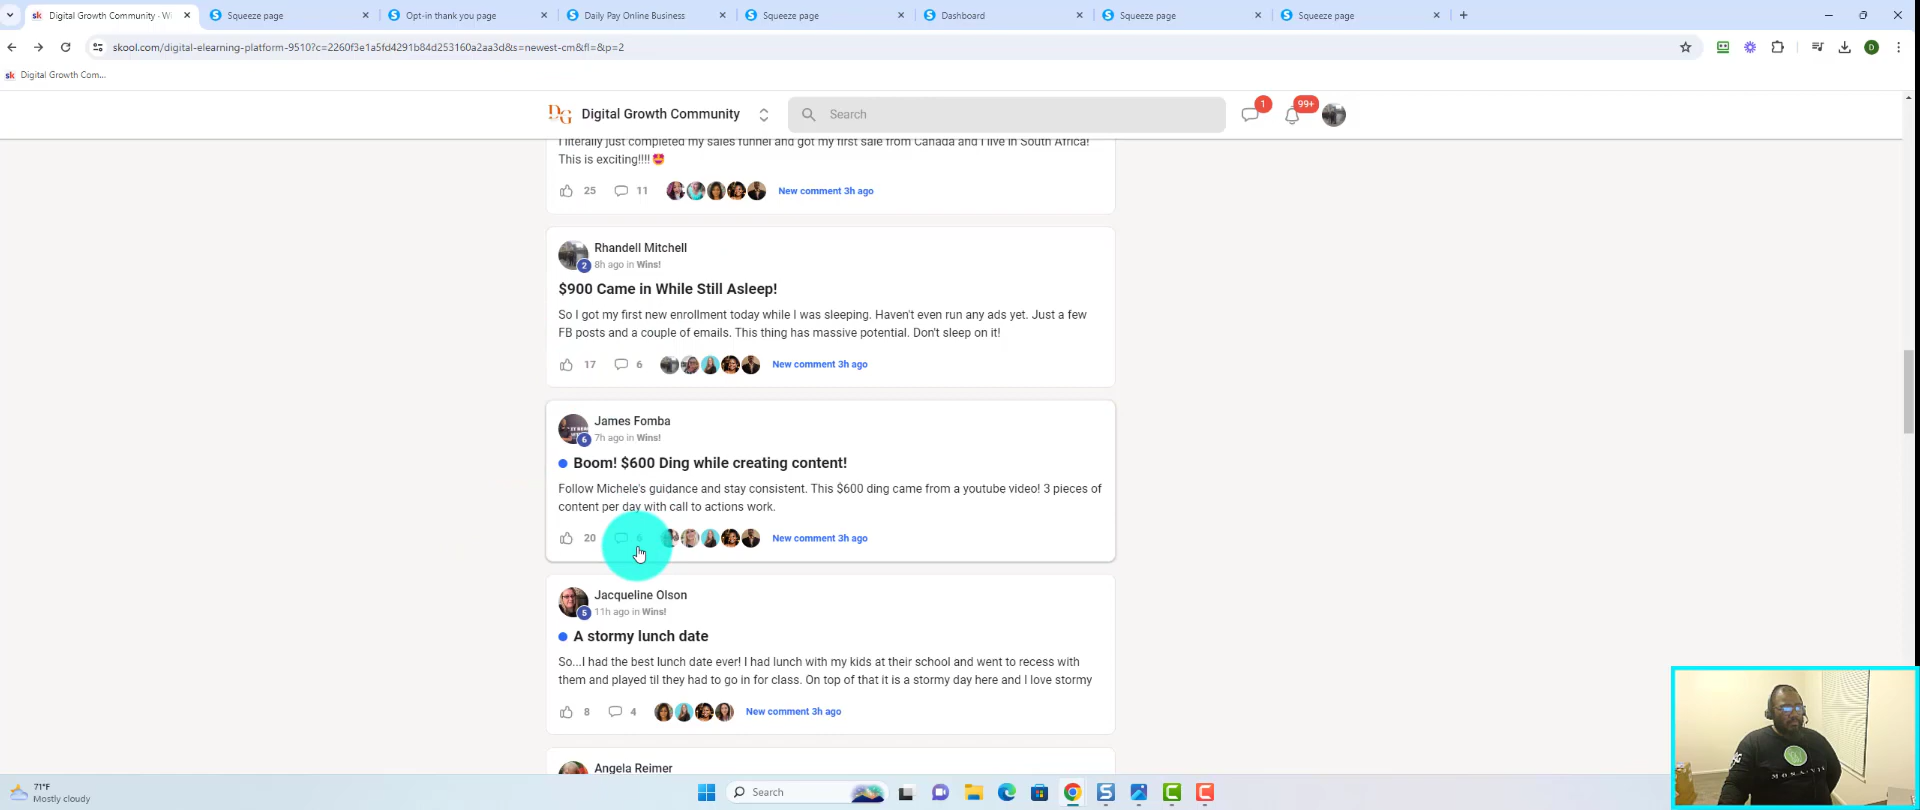 Digital Growth Community - W
Squeeze page
Opt-in thank you page
Daily Pay Online Business
Squeeze page
Dashboard
Squeeze page
Squeeze page
skool.com/digital-elearning-platform-9510?c=2260f3e1a5fd4291b84d253160a2aa3d&s=newest-cm&fl=&p=2
D
sk Digital Growth Com...
DG Digital Growth Community
Search
1
99+
I literally just completed my sales funnel and got my first sale from Canada and I live in South Africa!
This is exciting!!!!
25 11 New comment 3h ago
Rhandell Mitchell
2 8h ago in Wins!
$900 Came in While Still Asleep!
So I got my first new enrollment today while I was sleeping. Haven't even run any ads yet. Just a few
FB posts and a couple of emails. This thing has massive potential. Don't sleep on it!
17 6 New comment 3h ago
James Fomba
6 7h ago in Wins!
Boom! $600 Ding while creating content!
Follow Michele's guidance and stay consistent. This $600 ding came from a youtube video! 3 pieces of
content per day with call to actions work.
20 6 New comment 3h ago
Jacqueline Olson
5 11h ago in Wins!
A stormy lunch date
So...I had the best lunch date ever! I had lunch with my kids at their school and went to recess with
them and played til they had to go in for class. On top of that it is a stormy day here and I love stormy
8 4 New comment 3h ago
Angela Reimer
71°F
Mostly cloudy
Search